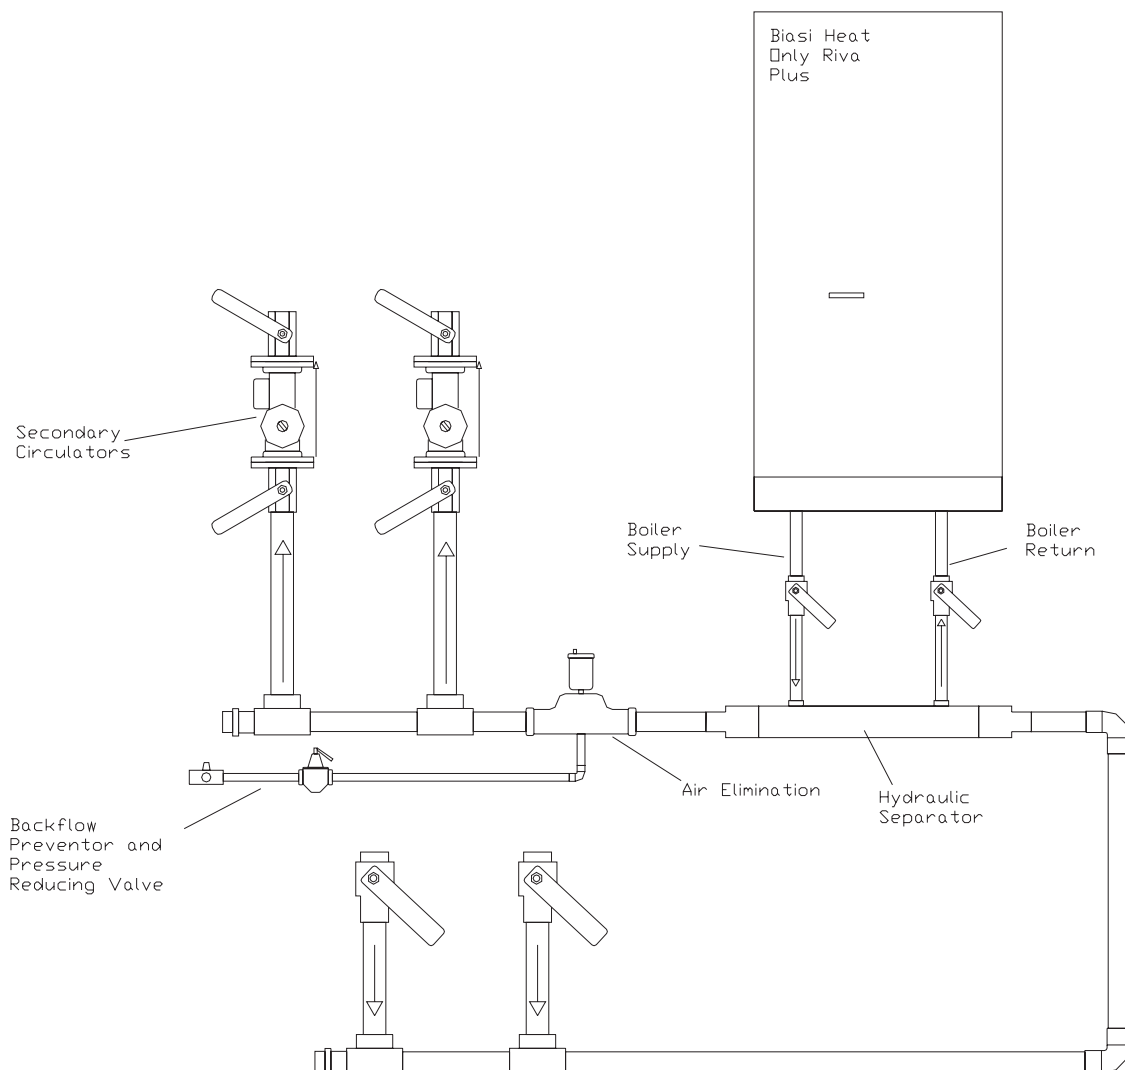 Biasi Heat
Only Riva
Plus
Secondary
Circulators
Boiler
Supply
Boiler
Return
Air Elimination
Hydraulic
Separator
Backflow
Preventor and
Pressure
Reducing Valve